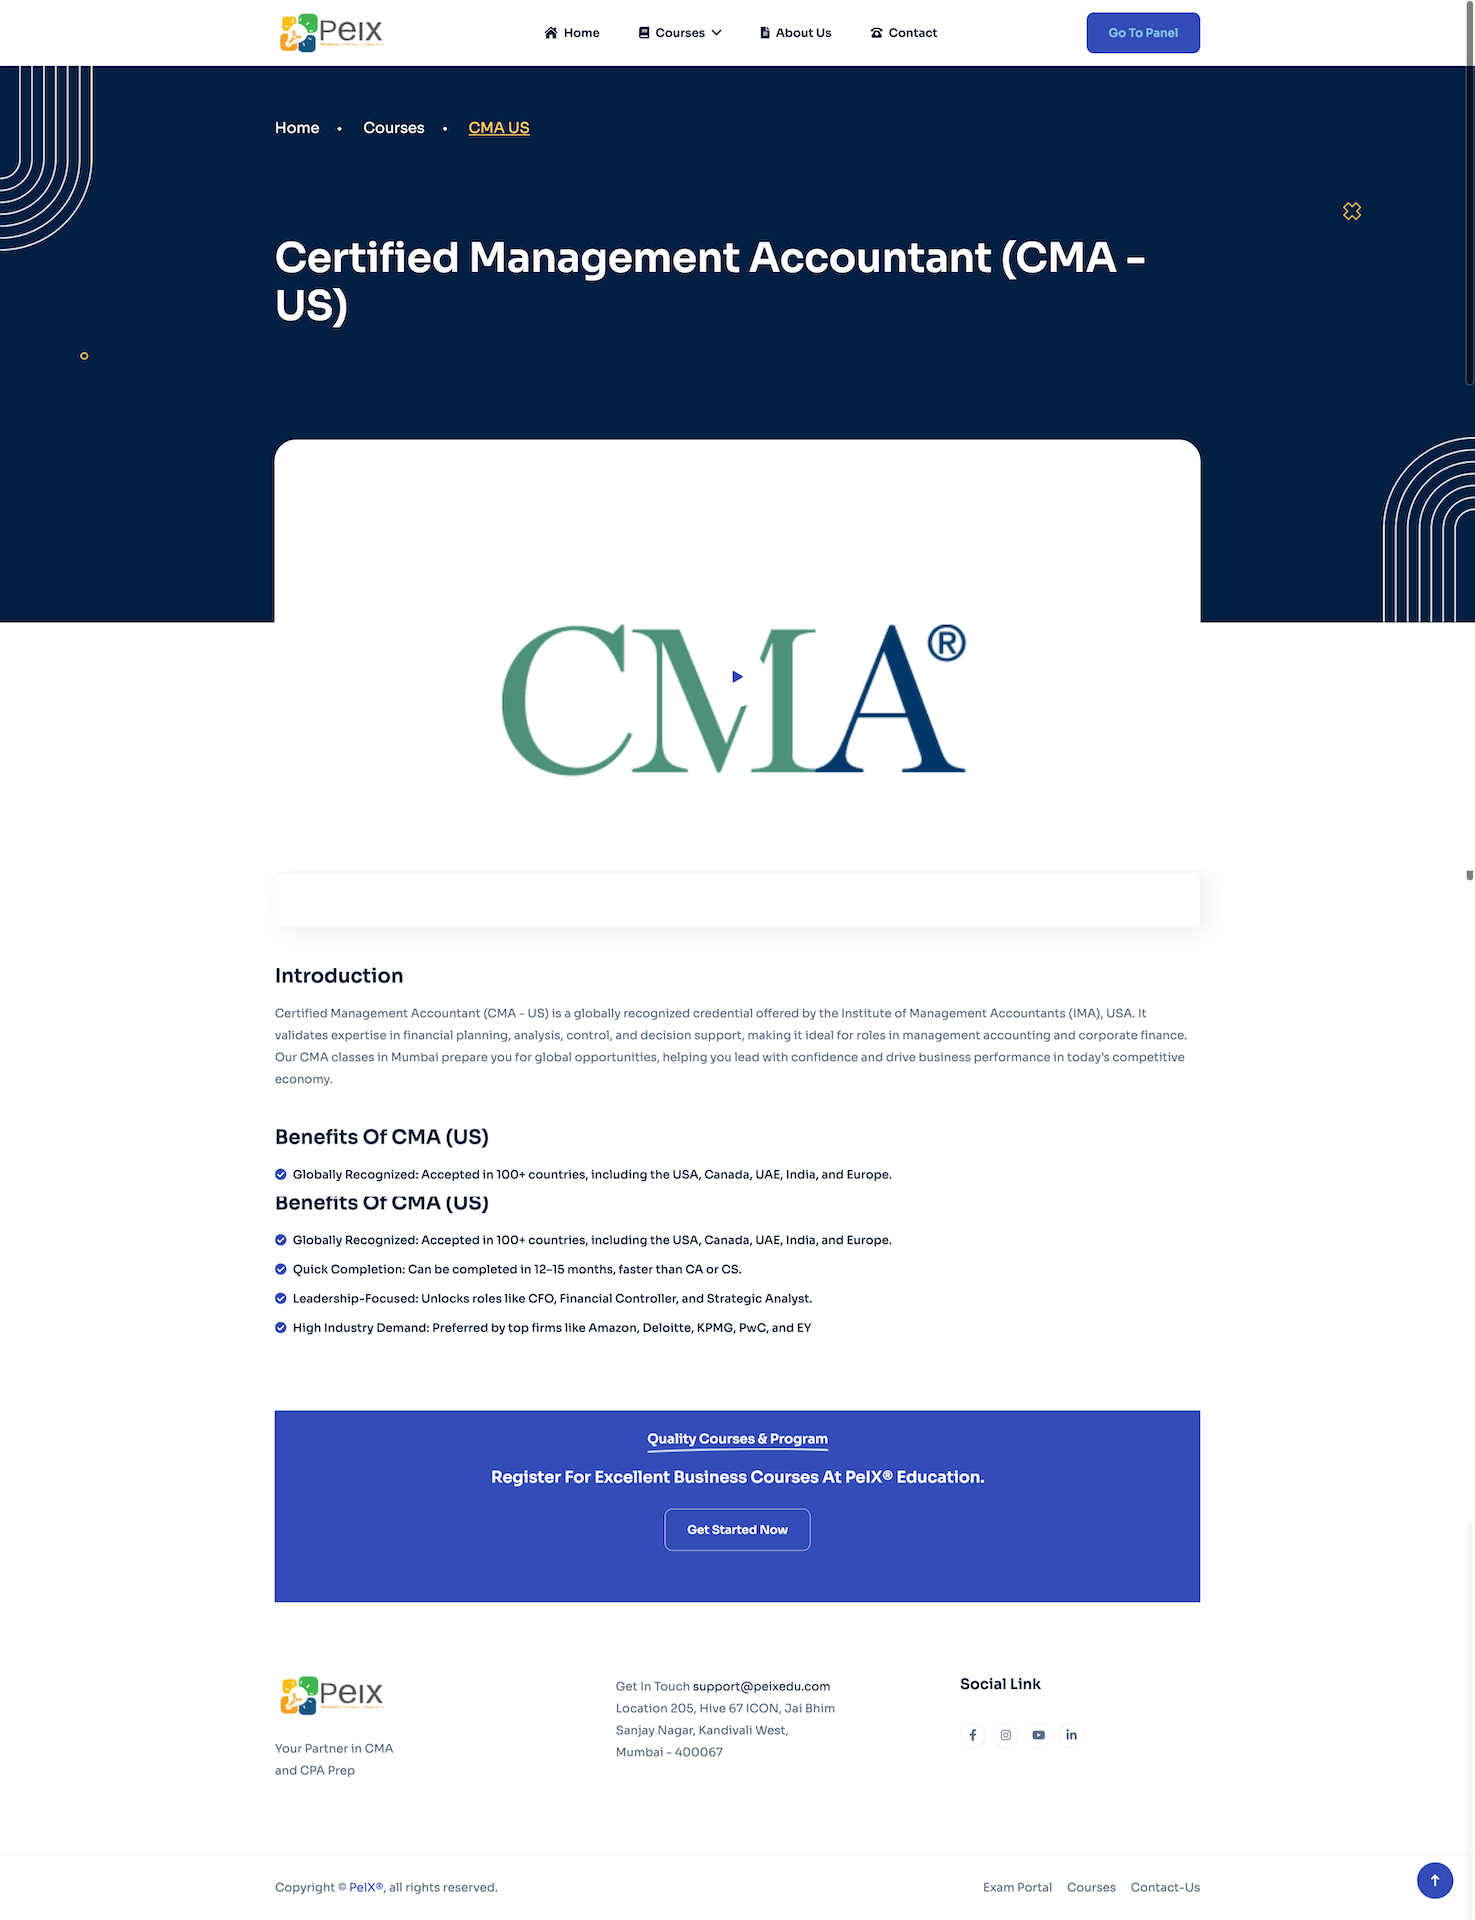 PeIX
Home
Courses
About Us
Contact
Go To Panel
Home • Courses • CMA US
Certified Management Accountant (CMA -
US)
CMA®
Introduction
Certified Management Accountant (CMA - US) is a globally recognized credential offered by the Institute of Management Accountants (IMA), USA. It
validates expertise in financial planning, analysis, control, and decision support, making it ideal for roles in management accounting and corporate finance.
Our CMA classes in Mumbai prepare you for global opportunities, helping you lead with confidence and drive business performance in today's competitive
economy.
Benefits Of CMA (US)
Globally Recognized: Accepted in 100+ countries, including the USA, Canada, UAE, India, and Europe.
Benefits Of CMA (US)
Globally Recognized: Accepted in 100+ countries, including the USA, Canada, UAE, India, and Europe.
Quick Completion: Can be completed in 12–15 months, faster than CA or CS.
Leadership-Focused: Unlocks roles like CFO, Financial Controller, and Strategic Analyst.
High Industry Demand: Preferred by top firms like Amazon, Deloitte, KPMG, PwC, and EY
Quality Courses & Program
Register For Excellent Business Courses At PeIX® Education.
Get Started Now
PeIX
Your Partner in CMA
and CPA Prep
Get In Touch support@peixedu.com
Location 205, Hive 67 ICON, Jai Bhim
Sanjay Nagar, Kandivali West,
Mumbai - 400067
Social Link
Copyright © PeIX®, all rights reserved.
Exam Portal
Courses
Contact-Us